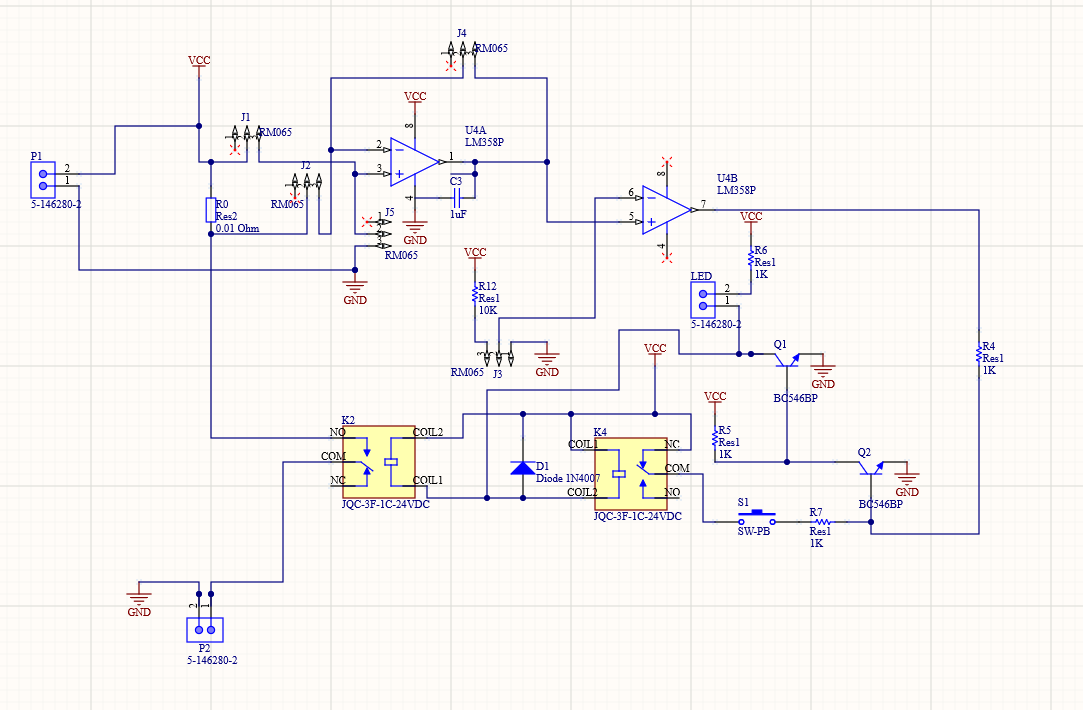 J4
RM065
VCC
VCC
J1
RM065
8
U4A
LM358P
P1
2
1
5-146280-2
J2
RM065
2
3
1
4
C3
1uF
GND
R0
Res2
0.01 Ohm
1
2
3
J5
RM065
GND
8
U4B
LM358P
6
5
7
4
VCC
R6
Res1
1K
VCC
R12
Res1
10K
LED
2
1
5-146280-2
RM065
J3
GND
VCC
Q1
GND
BC546BP
R4
Res1
1K
VCC
R5
Res1
1K
K2
NO
COM
NC
COIL2
COIL1
JQC-3F-1C-24VDC
D1
Diode 1N4007
K4
COIL1
COIL2
NC
COM
NO
JQC-3F-1C-24VDC
Q2
GND
BC546BP
S1
SW-PB
R7
Res1
1K
GND
2
1
P2
5-146280-2